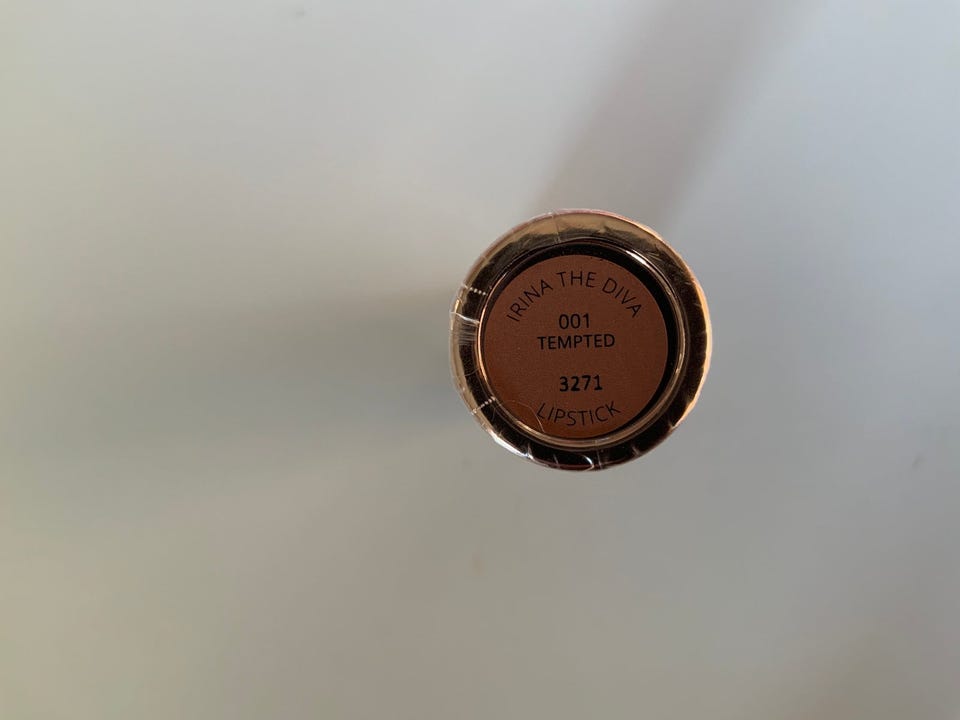 IRINA THE DIVA
001
TEMPTED
3271
LIPSTICK